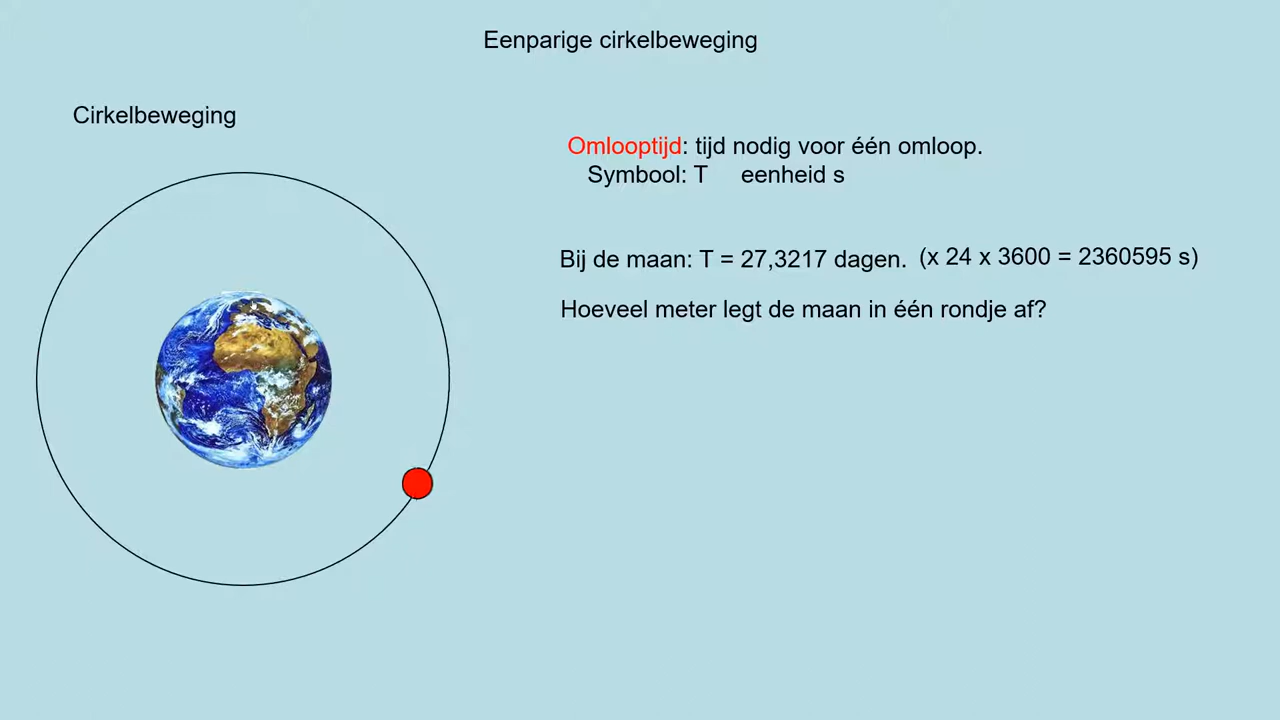 Eenparige cirkelbeweging
Cirkelbeweging
Omlooptijd: tijd nodig voor één omloop.
Symbool: T eenheid s
Bij de maan: T = 27,3217 dagen. (x 24 x 3600 = 2360595 s)
Hoeveel meter legt de maan in één rondje af?